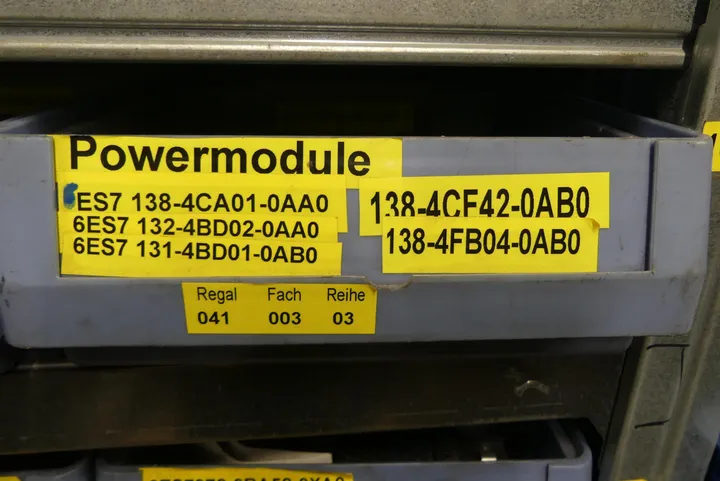 Powermodule
6ES7 138-4CA01-0AA0
6ES7 132-4BD02-0AA0
6ES7 131-4BD01-0AB0
138-4CF42-0AB0
138-4FB04-0AB0
Regal Fach Reihe
041 003 03